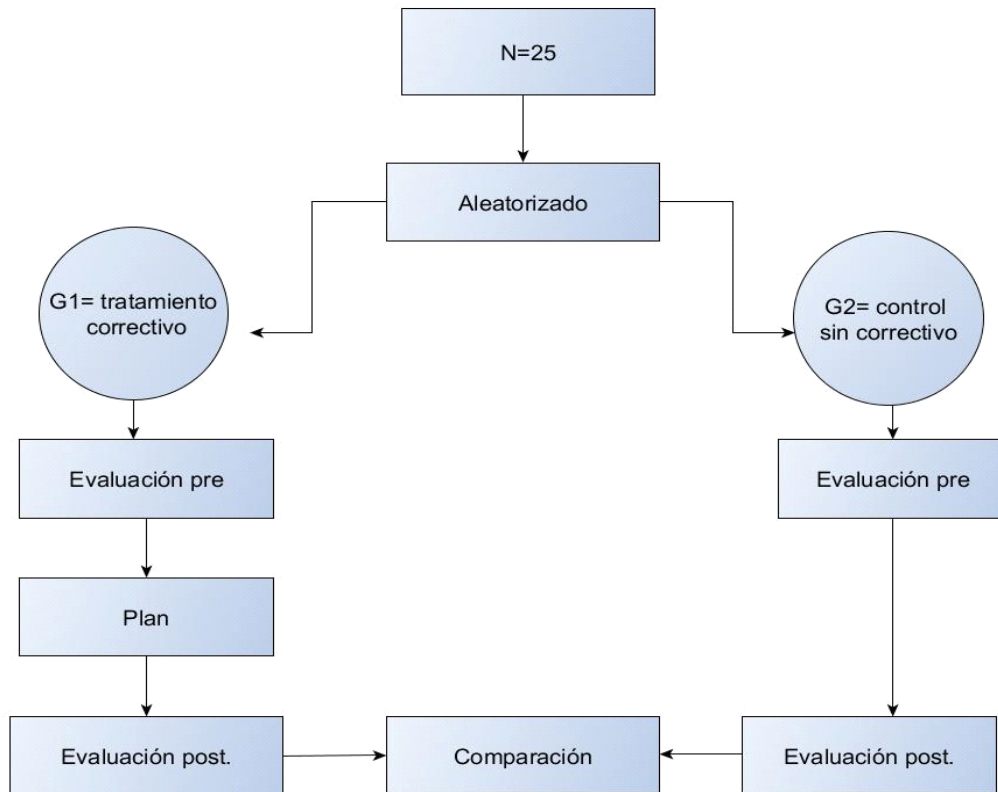 N=25
Aleatorizado
G1= tratamiento
correctivo
G2= control
sin correctivo
Evaluación pre
Evaluación pre
Plan
Evaluación post.
Comparación
Evaluación post.